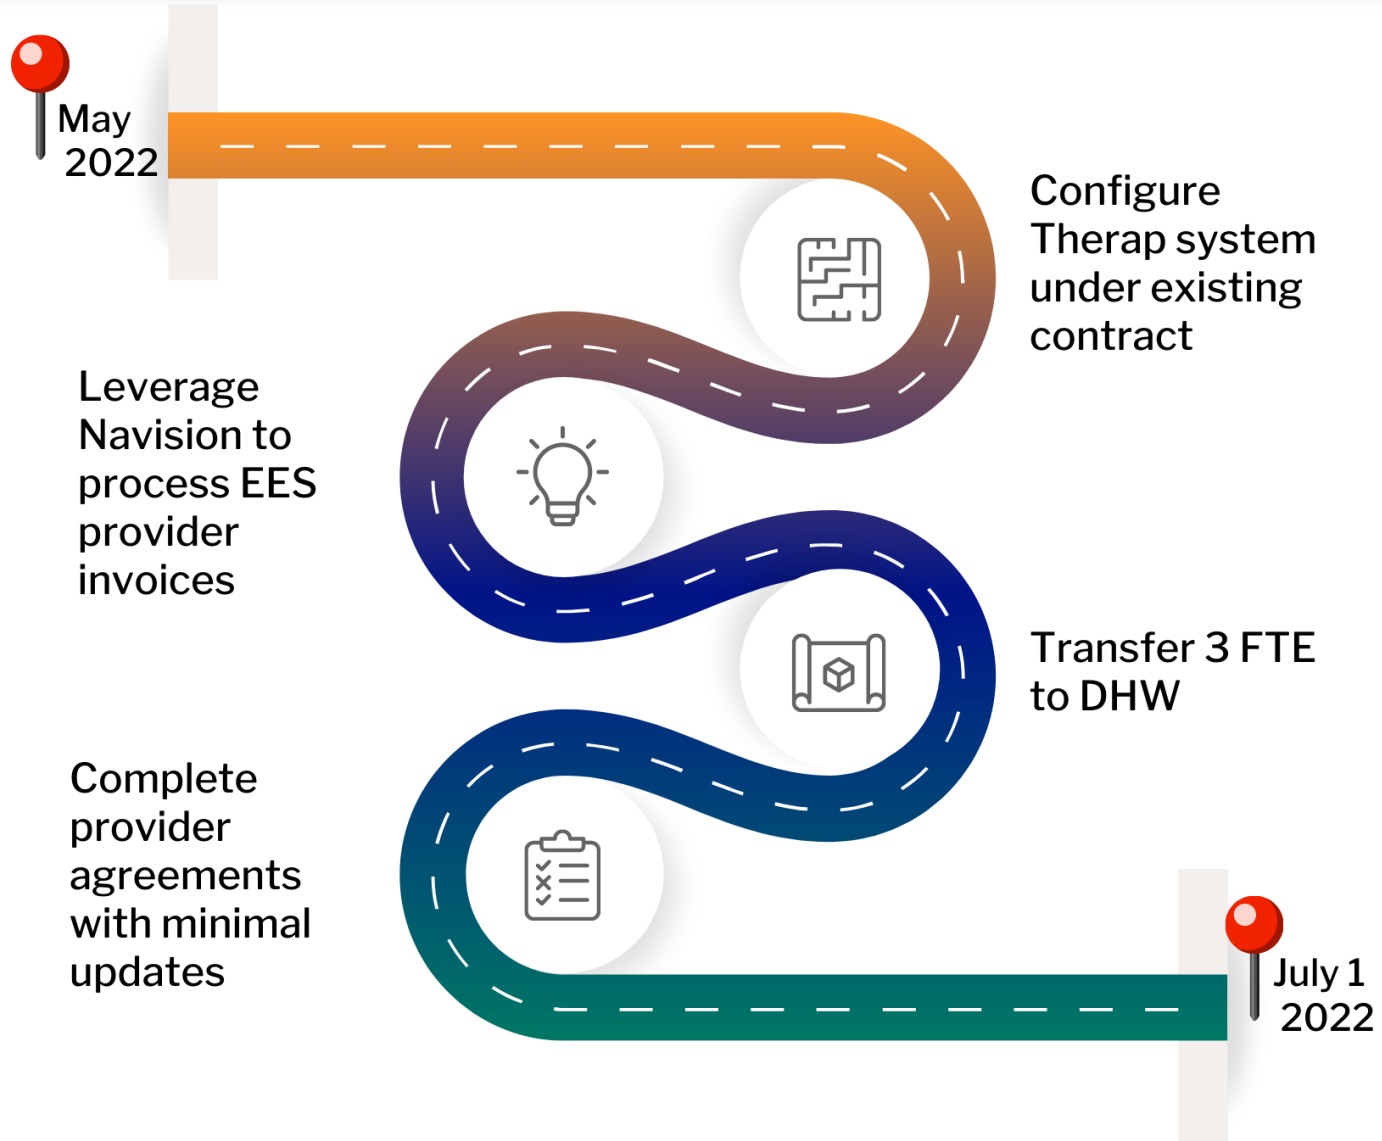 May
2022
Configure
Therap system
under existing
contract
Leverage
Navision to
process EES
provider
invoices
Transfer 3 FTE
to DHW
Complete
provider
agreements
with minimal
updates
July 1
2022